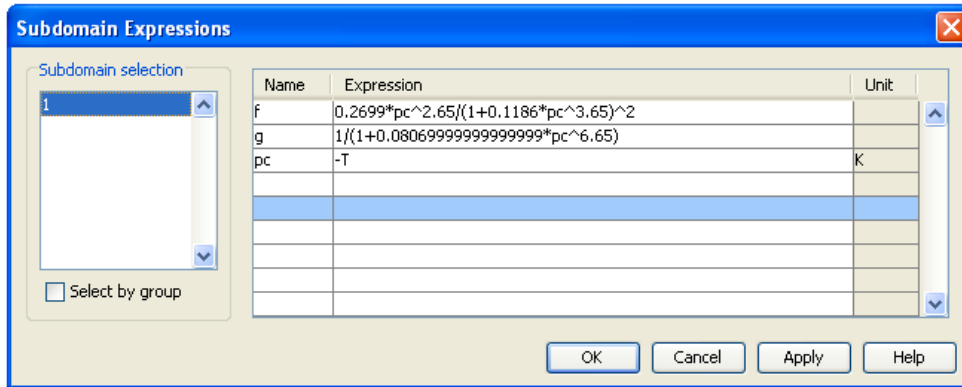 Subdomain Expressions
Subdomain selection
1
Select by group
Name Expression Unit
f 0.2699*pc^2.65/(1+0.1186*pc^3.65)^2
g 1/(1+0.08069999999999999*pc^6.65)
pc -T K
OK Cancel Apply Help